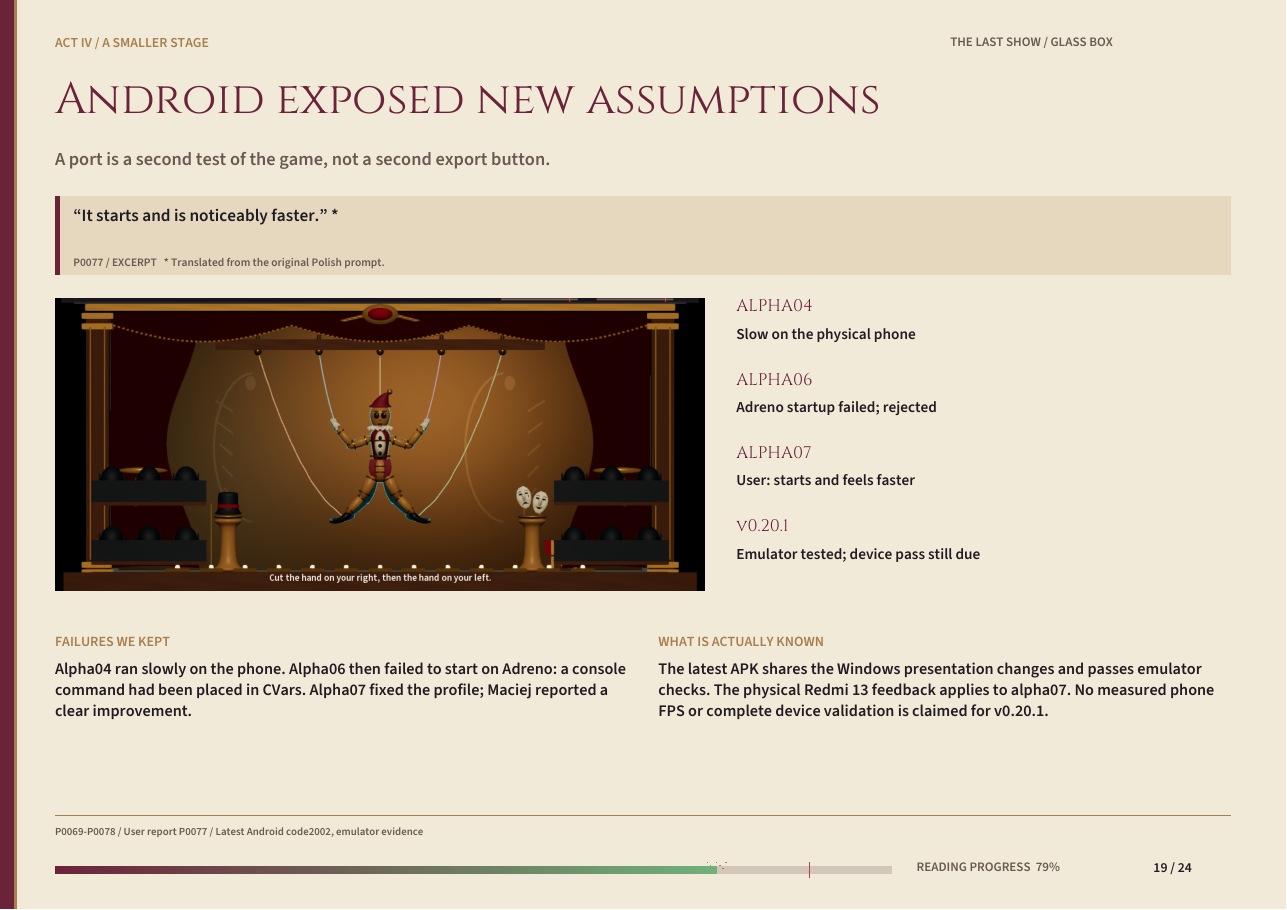 ACT IV / A SMALLER STAGE
THE LAST SHOW / GLASS BOX
ANDROID EXPOSED NEW ASSUMPTIONS
A port is a second test of the game, not a second export button.
“It starts and is noticeably faster.” *
P0077 / EXCERPT * Translated from the original Polish prompt.
Cut the hand on your right, then the hand on your left.
ALPHA04
Slow on the physical phone
ALPHA06
Adreno startup failed; rejected
ALPHA07
User: starts and feels faster
v0.20.1
Emulator tested; device pass still due
FAILURES WE KEPT
Alpha04 ran slowly on the phone. Alpha06 then failed to start on Adreno: a console
command had been placed in CVars. Alpha07 fixed the profile; Maciej reported a
clear improvement.
WHAT IS ACTUALLY KNOWN
The latest APK shares the Windows presentation changes and passes emulator
checks. The physical Redmi 13 feedback applies to alpha07. No measured phone
FPS or complete device validation is claimed for v0.20.1.
P0069-P0078 / User report P0077 / Latest Android code2002, emulator evidence
READING PROGRESS 79%
19 / 24